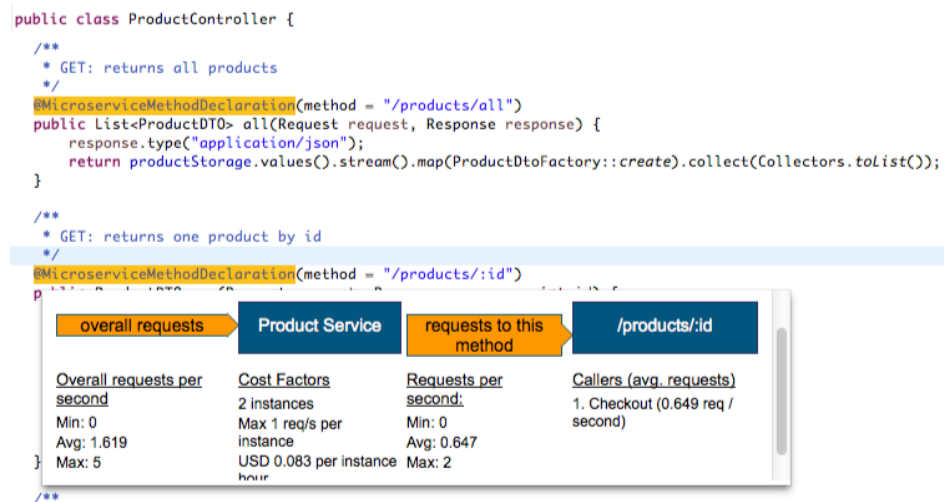 public class ProductController {
/**
* GET: returns all products
*/
@MicroserviceMethodDeclaration(method = "/products/all")
public List<ProductDTO> all(Request request, Response response) {
response.type("application/json");
return productStorage.values().stream().map(ProductDtoFactory::create).collect(Collectors.toList());
}
/**
* GET: returns one product by id
*/
@MicroserviceMethodDeclaration(method = "/products/:id")
overall requests
Product Service
requests to this
method
/products/:id
Overall requests per
second
Min: 0
Avg: 1.619
Max: 5
Cost Factors
2 instances
Max 1 req/s per
instance
USD 0.083 per instance
hour
Requests per
second:
Min: 0
Avg: 0.647
Max: 2
Callers (avg. requests)
1. Checkout (0.649 req /
second)
}
/**